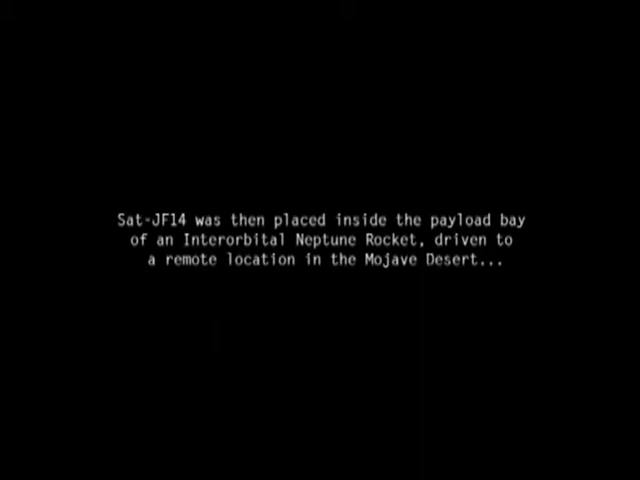 Sat-JF14 was then placed inside the payload bay
of an Interorbital Neptune Rocket, driven to
a remote location in the Mojave Desert...